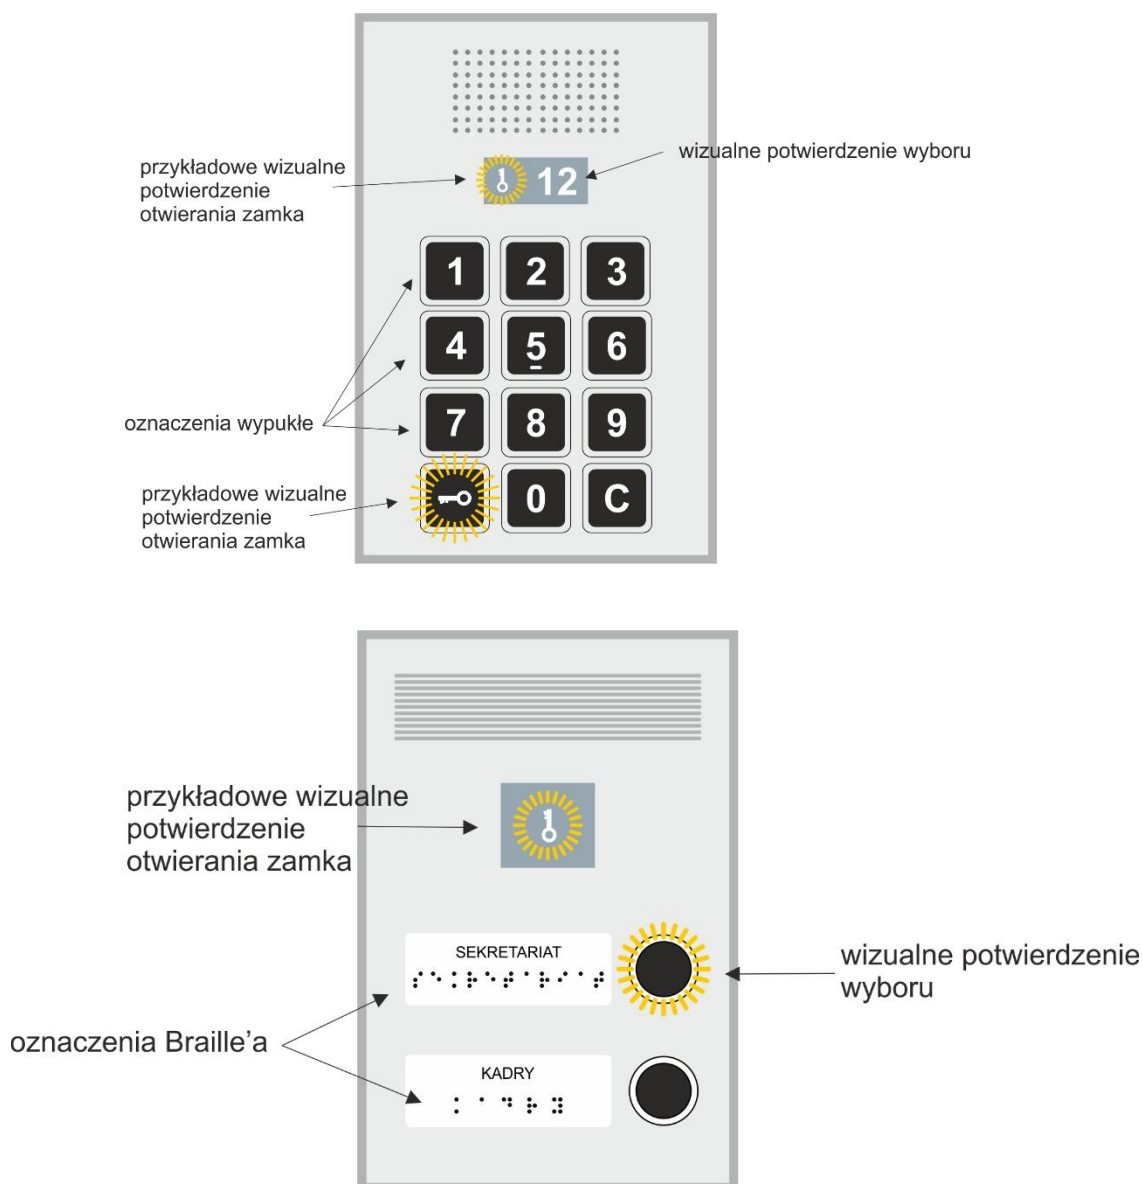 wizualne potwierdzenie wyboru
przykładowe wizualne
potwierdzenie
otwierania zamka
12
1 2 3
4 5 6
7 8 9
oznaczenia wypukłe
0 C
przykładowe wizualne
potwierdzenie
otwierania zamka
przykładowe wizualne
potwierdzenie
otwierania zamka
SEKRETARIAT
⠎⠑⠅⠗⠑⠞⠁⠗⠊⠁⠞
wizualne potwierdzenie
wyboru
oznaczenia Braille’a
KADRY
⠅⠁⠙⠗⠽